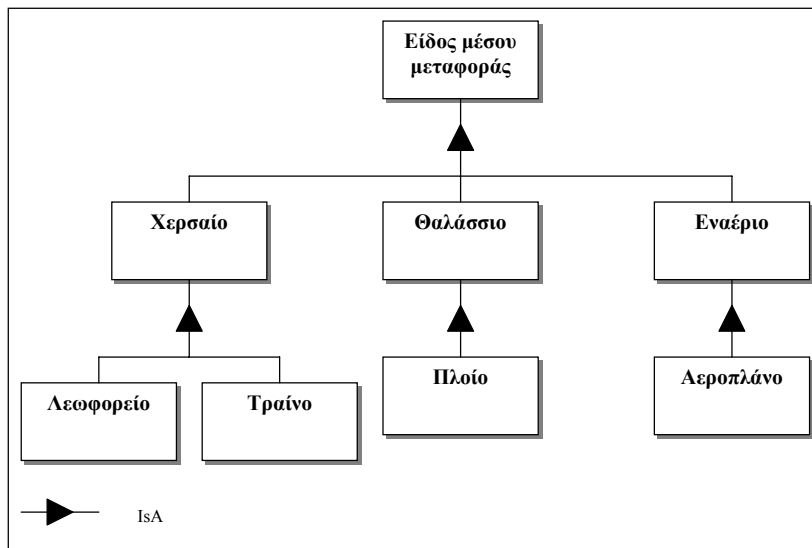 Είδος μέσου
μεταφοράς
Χερσαίο
Θαλάσσιο
Εναέριο
Λεωφορείο
Τραίνο
Πλοίο
Αεροπλάνο
IsA